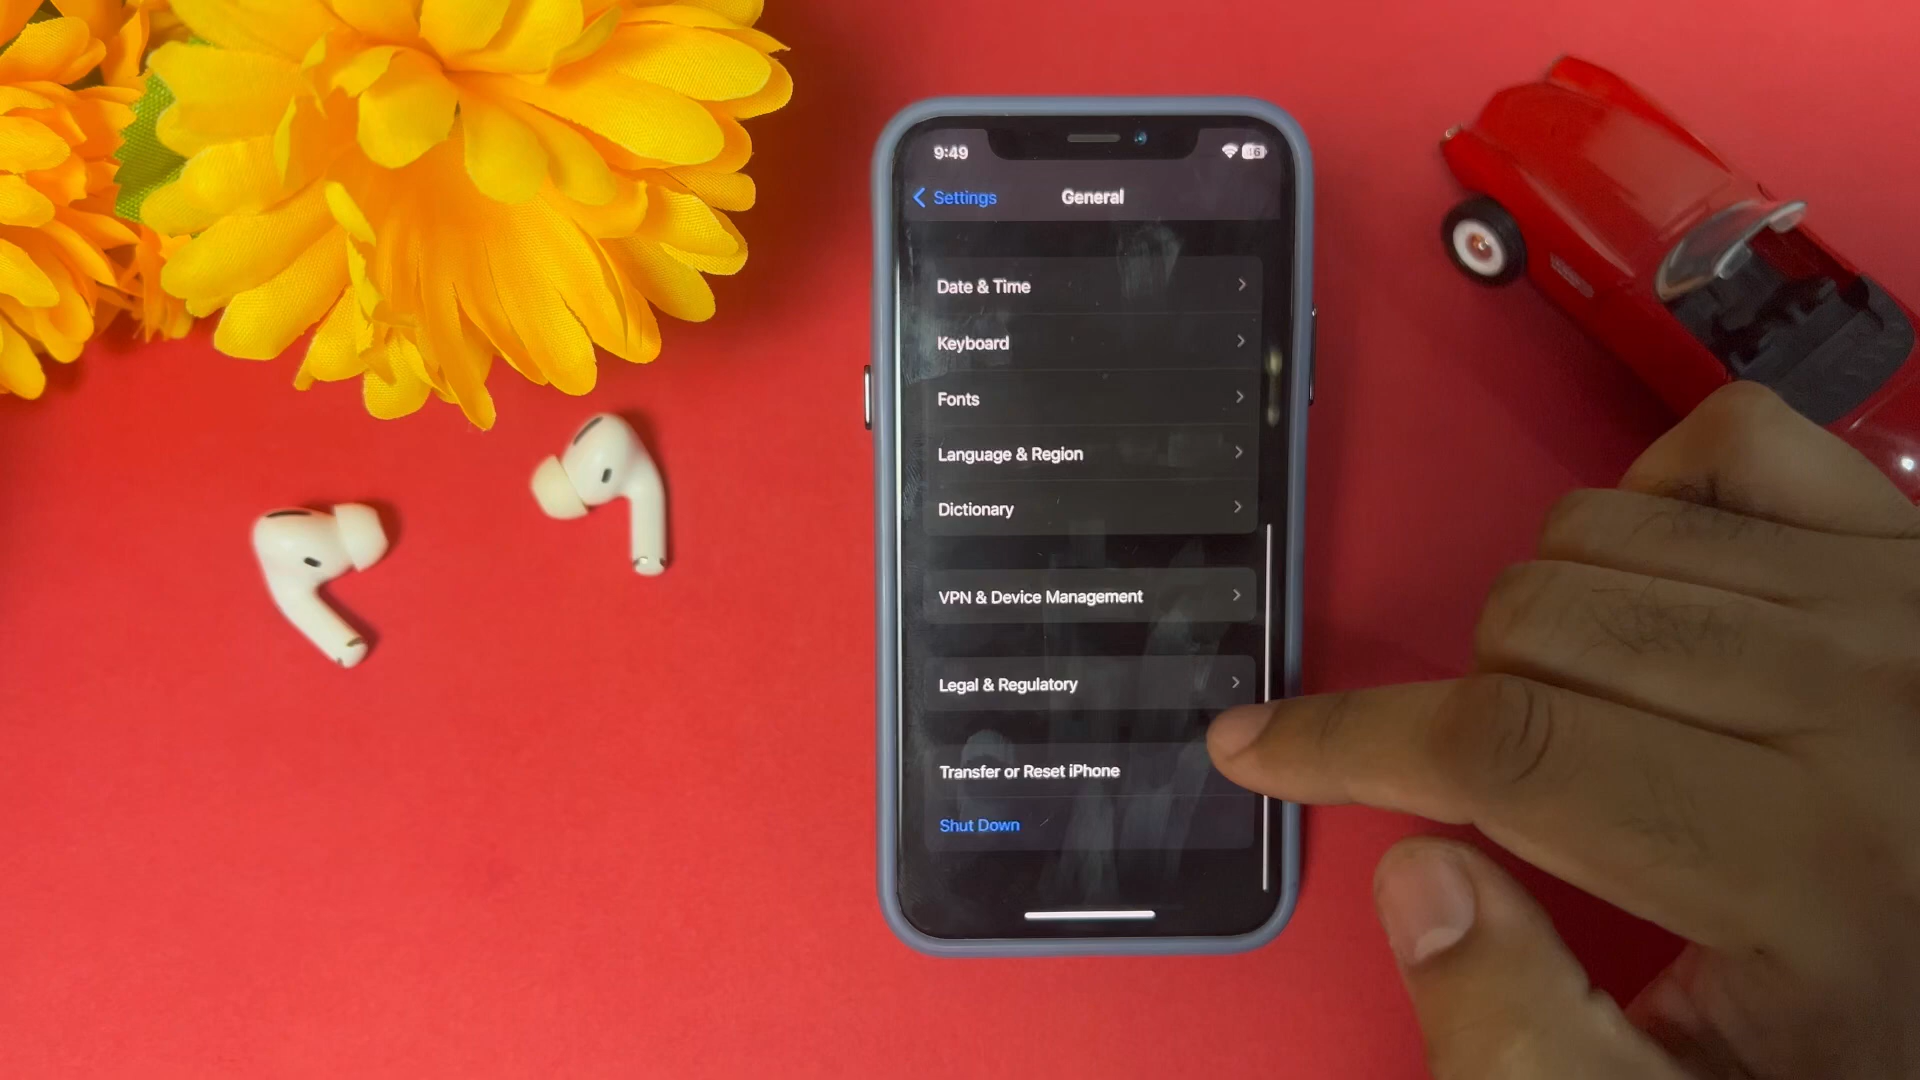 9:49
Settings
General
Date & Time
Keyboard
Fonts
Language & Region
Dictionary
VPN & Device Management
Legal & Regulatory
Transfer or Reset iPhone
Shut Down